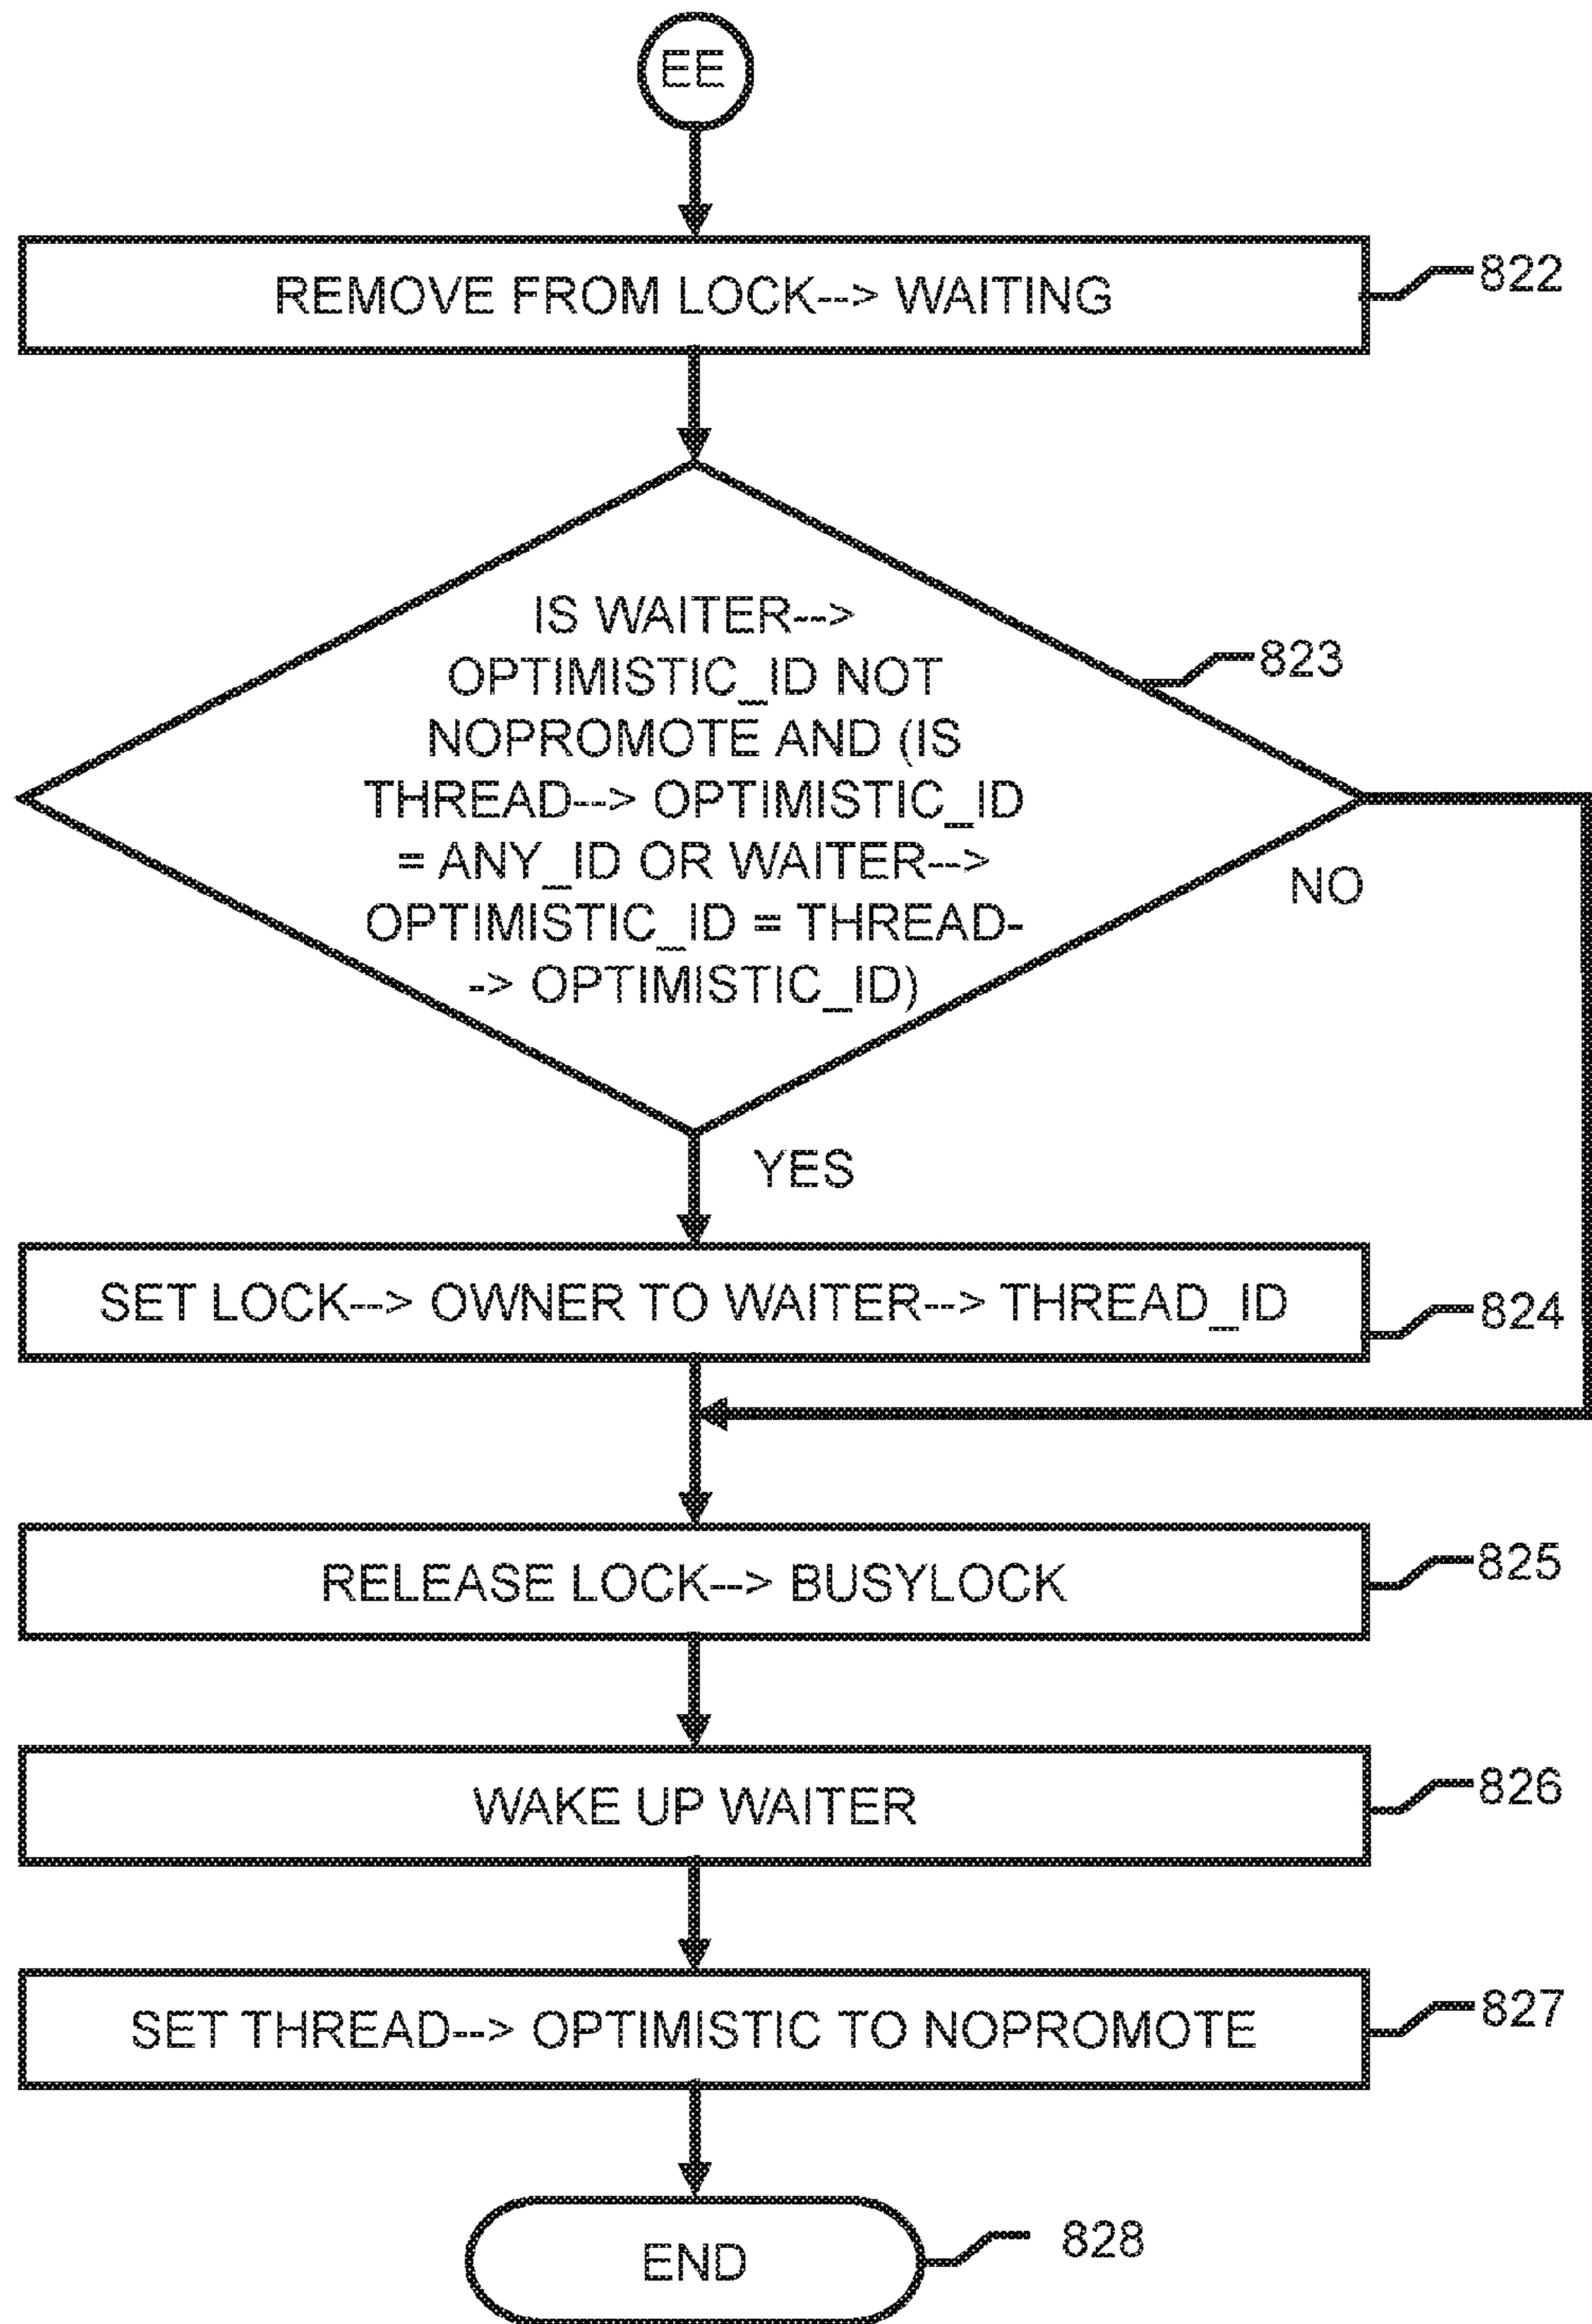 EE
REMOVE FROM LOCK--> WAITING
822
IS WAITER-->
OPTIMISTIC_ID NOT
NOPROMOTE AND (IS
THREAD--> OPTIMISTIC_ID
= ANY_ID OR WAITER-->
OPTIMISTIC_ID = THREAD-
-> OPTIMISTIC_ID)
823
NO
YES
SET LOCK--> OWNER TO WAITER--> THREAD_ID
824
RELEASE LOCK--> BUSYLOCK
825
WAKE UP WAITER
826
SET THREAD--> OPTIMISTIC TO NOPROMOTE
827
END
828